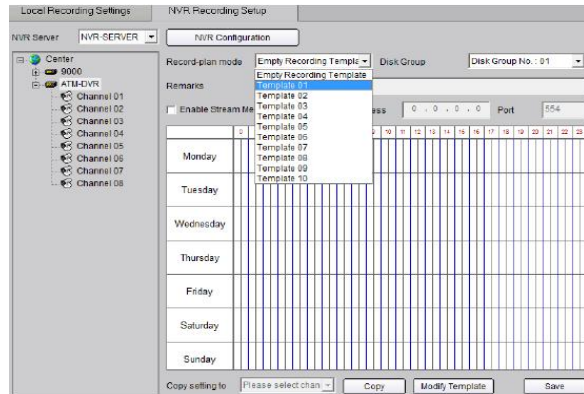 Local Recording Settings NVR Recording Setup
NVR Server NVR-SERVER NVR Configuration
Center
9000
ATM-DVR
Channel 01
Channel 02
Channel 03
Channel 04
Channel 05
Channel 06
Channel 07
Channel 08
Record-plan mode Empty Recording Templa Disk Group Disk Group No. : 01
Empty Recording Template
Template 01
Template 02
Template 03
Template 04
Template 05
Template 06
Template 07
Template 08
Template 09
Template 10
Remarks
Enable Stream Me ess 0 . 0 . 0 . 0 Port 554
0 9 10 11 12 13 14 15 16 17 18 19 20 21 22 23
Monday
Tuesday
Wednesday
Thursday
Friday
Saturday
Sunday
Copy setting to Please select chan Copy Modify Template Save